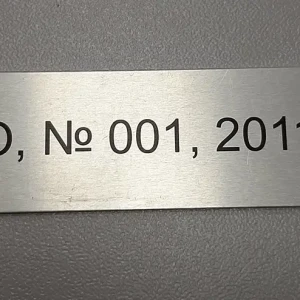 , № 001, 2011